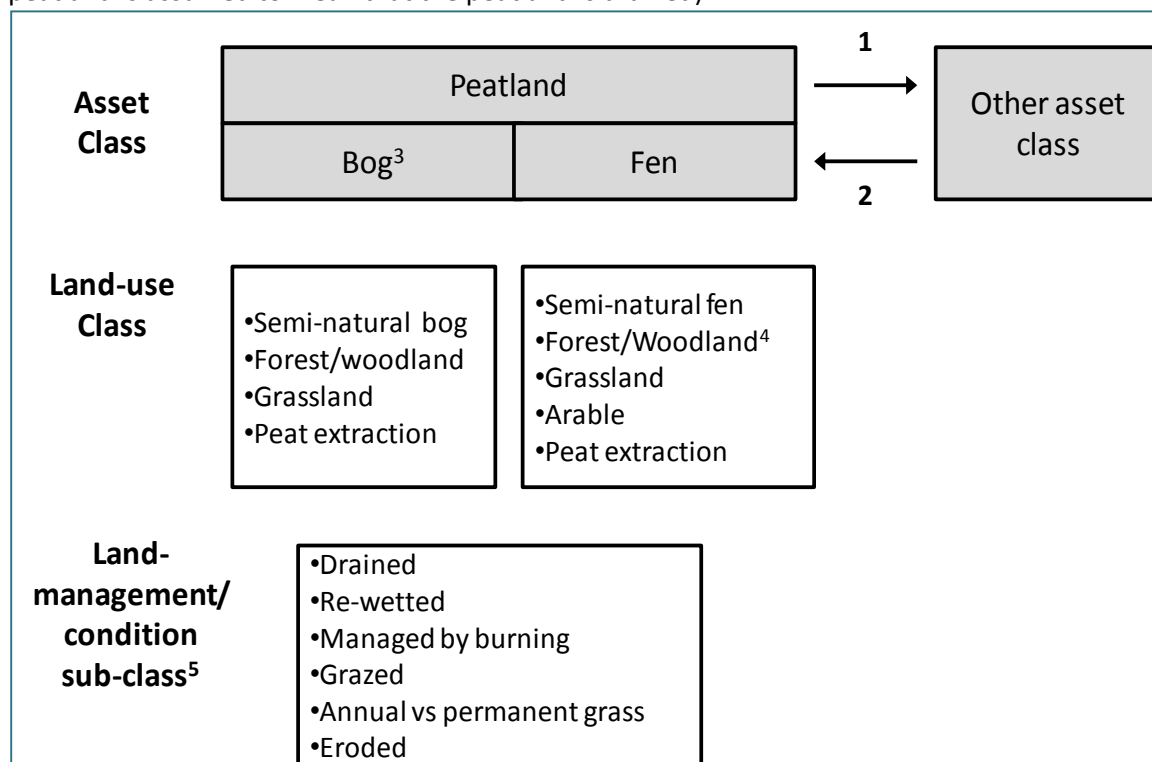 1
Asset
Class
Peatland
Other asset
class
Bog³
Fen
2
Land-use
Class
•Semi-natural bog
•Forest/woodland
•Grassland
•Peat extraction
•Semi-natural fen
•Forest/Woodland⁴
•Grassland
•Arable
•Peat extraction
Land-
management/
condition
sub-class⁵
•Drained
•Re-wetted
•Managed by burning
•Grazed
•Annual vs permanent grass
•Eroded